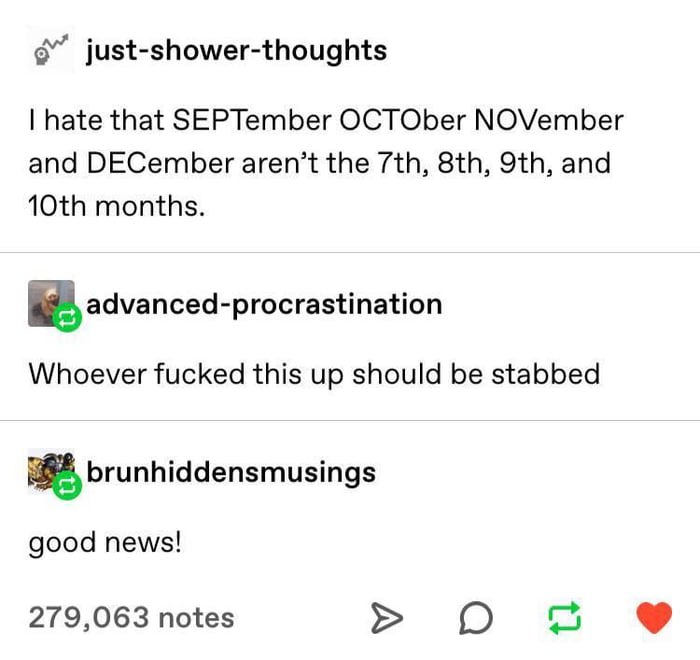 just-shower-thoughts
I hate that SEPTember OCTOber NOVember
and DECember aren't the 7th, 8th, 9th, and
10th months.
advanced-procrastination
Whoever fucked this up should be stabbed
brunhiddensmusings
good news!
279,063 notes